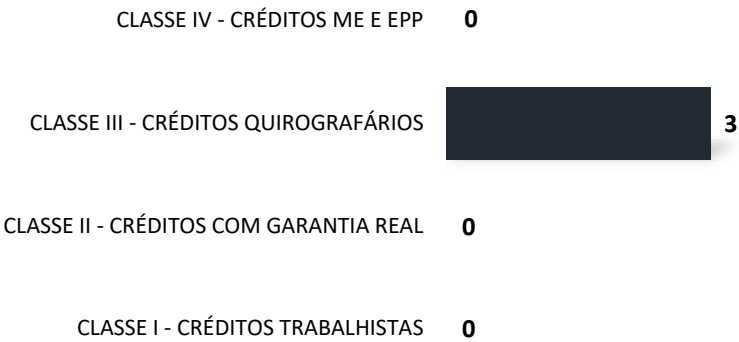 CLASSE IV - CRÉDITOS ME E EPP 0
CLASSE III - CRÉDITOS QUIROGRAFÁRIOS 3
CLASSE II - CRÉDITOS COM GARANTIA REAL 0
CLASSE I - CRÉDITOS TRABALHISTAS 0